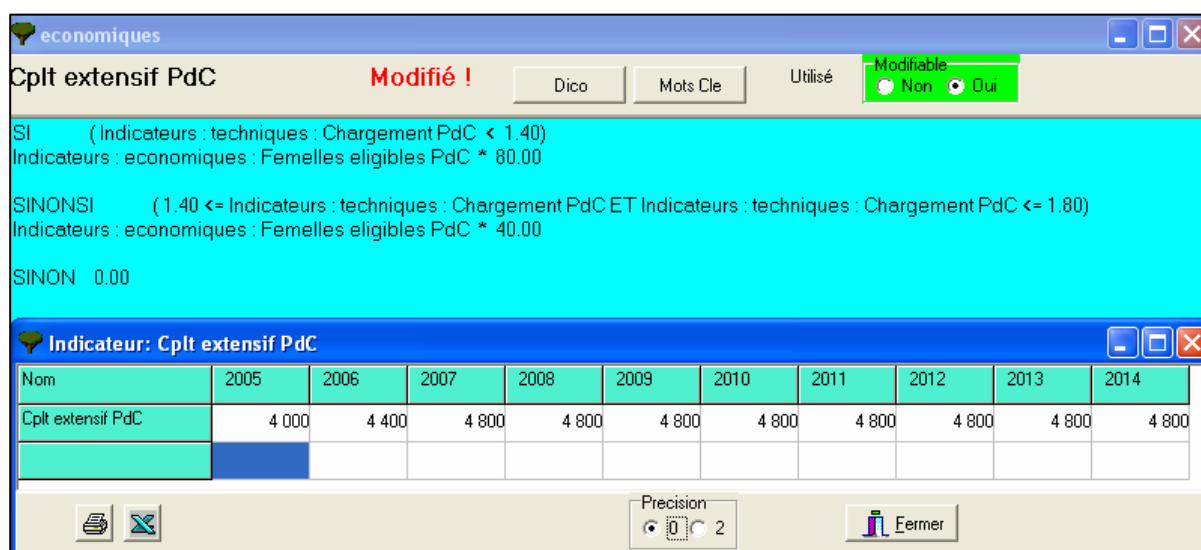 economiques
Cplt extensif PdC Modifié ! Dico Mots Cle Utilisé Modifiable Non Oui
SI ( Indicateurs : techniques : Chargement PdC < 1.40)
Indicateurs : economiques : Femelles eligibles PdC * 80.00
SINONSI ( 1.40 <= Indicateurs : techniques : Chargement PdC ET Indicateurs : techniques : Chargement PdC <= 1.80)
Indicateurs : economiques : Femelles eligibles PdC * 40.00
SINON 0.00
Indicateur: Cplt extensif PdC
Nom 2005 2006 2007 2008 2009 2010 2011 2012 2013 2014
Cplt extensif PdC 4 000 4 400 4 800 4 800 4 800 4 800 4 800 4 800 4 800 4 800
Precision
0 2 Fermer